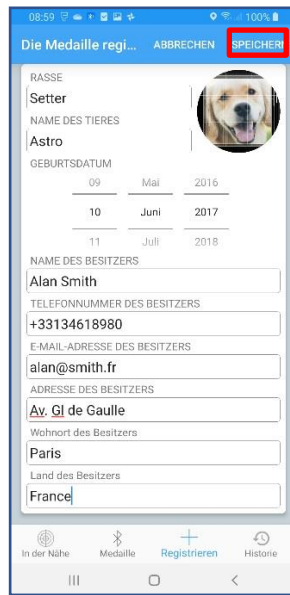 08:59 100%
Die Medaille regi... ABBRECHEN SPEICHERN
RASSE
Setter
NAME DES TIERES
Astro
GEBURTSDATUM
09 Mai 2016
10 Juni 2017
11 Juli 2018
NAME DES BESITZERS
Alan Smith
TELEFONNUMMER DES BESITZERS
+33134618980
E-MAIL-ADRESSE DES BESITZERS
alan@smith.fr
ADRESSE DES BESITZERS
Av. Gl de Gaulle
Wohnort des Besitzers
Paris
Land des Besitzers
France
In der Nähe Medaille Registrieren Historie